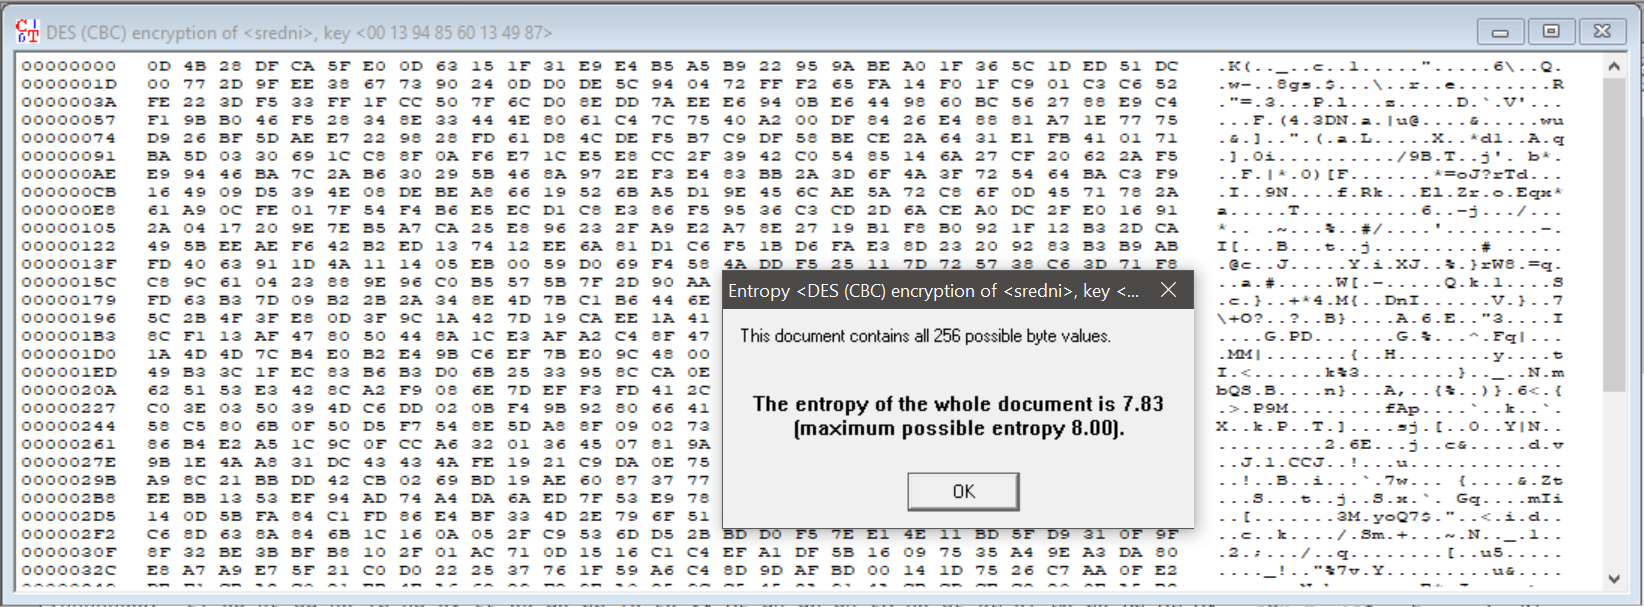 DES (CBC) encryption of <sredni>, key <00 13 94 85 60 13 49 87>
00000000 0D 4B 28 DF CA 5F E0 0D 63 15 1F 31 E9 E4 B5 A5 B9 22 95 9A BE A0 1F 36 5C 1D ED 51 DC .K(.._..c..1.....".....6\..Q.
0000001D 00 77 2D 9F EE 38 67 73 90 24 0D D0 DE 5C 94 04 72 FF F2 65 FA 14 F0 1F C9 01 C3 C6 52 .w-..8gs.$...\..r..e........R
0000003A FE 22 3D F5 33 FF 1F CC 50 7F 6C D0 8E DD 7A EE E6 94 0B E6 44 98 60 BC 56 27 88 E9 C4 ."=.3...P.l...z.....D.`.V'...
00000057 F1 9B B0 46 F5 28 34 8E 33 44 4E 80 61 C4 7C 75 40 A2 00 DF 84 26 E4 88 81 A7 1E 77 75 ...F.(4.3DN.a.|u@....&.....wu
00000074 D9 26 BF 5D AE E7 22 98 28 FD 61 D8 4C DE F5 B7 C9 DF 58 BE CE 2A 64 31 E1 FB 41 01 71 .&.]..".(.a.L.....X..*d1..A.q
00000091 BA 5D 03 30 69 1C C8 8F 0A F6 E7 1C E5 E8 CC 2F 39 42 C0 54 85 14 6A 27 CF 20 62 2A F5 .].0i........../9B.T..j'. b*.
000000AE E9 94 46 BA 7C 2A B6 30 29 5B 46 8A 97 2E F3 E4 83 BB 2A 3D 6F 4A 3F 72 54 64 BA C3 F9 ..F.|*.0)[F.......*=oJ?rTd...
000000CB 16 49 09 D5 39 4E 08 DE BE A8 66 19 52 6B A5 D1 9E 45 6C AE 5A 72 C8 6F 0D 45 71 78 2A .I..9N....f.Rk...El.Zr.o.Eqx*
000000E8 61 A9 0C FE 01 7F 54 F4 B6 E5 EC D1 C8 E3 86 F5 95 36 C3 CD 2D 6A CE A0 DC 2F E0 16 91 a.....T..........6..-j.../...
00000105 2A 04 17 20 9E 7E B5 A7 CA 25 E8 96 23 2F A9 E2 A7 8E 27 19 B1 F8 B0 92 1F 12 B3 2D CA *.. .~...%..#/....'........-.
00000122 49 5B EE AE F6 42 B2 ED 13 74 12 EE 6A 81 D1 C6 F5 1B D6 FA E3 8D 23 20 92 83 B3 B9 AB I[...B...t..j.........# .....
0000013F FD 40 63 91 1D 4A 11 14 05 EB 00 59 D0 69 F4 58 4A DD F5 25 11 7D 72 57 38 C6 3D 71 F8 .@c..J.....Y.i.XJ..%.}rW8.=q.
0000015C C8 9C 61 04 23 88 9E 96 C0 B5 57 5B 7F 2D 90 AA
00000179 FD 63 B3 7D 09 B2 2B 2A 34 8E 4D 7B C1 B6 44 6E
00000196 5C 2B 4F 3F E8 0D 3F 9C 1A 42 7D 19 CA EE 1A 41
000001B3 8C F1 13 AF 47 80 50 44 8A 1C E3 AF A2 C4 8F 47
000001D0 1A 4D 4D 7C B4 E0 B2 E4 9B C6 EF 7B E0 9C 48 00
000001ED 49 B3 3C 1F EC 83 B6 B3 D0 6B 25 33 95 8C CA 0E
0000020A 62 51 53 E3 42 8C A2 F9 08 6E 7D EF F3 FD 41 2C
00000227 C0 3E 03 50 39 4D C6 DD 02 0B F4 9B 92 80 66 41
00000244 58 C5 80 6B 0F 50 D5 F7 54 8E 5D A8 8F 09 02 73
00000261 86 B4 E2 A5 1C 9C 0F CC A6 32 01 36 45 07 81 9A
0000027E 9B 1E 4A A8 31 DC 43 43 4A FE 19 21 C9 DA 0E 75
0000029B A9 8C 21 BB DD 42 CB 02 69 BD 19 AE 60 87 37 77
000002B8 EE BB 13 53 EF 94 AD 74 A4 DA 6A ED 7F 53 E9 78
000002D5 14 0D 5B FA 84 C1 FD 86 E4 BF 33 4D 2E 79 6F 51
000002F2 C6 8D 63 8A 84 6B 1C 16 0A 05 2F C9 53 6D D5 2B BD D0 F5 7E E1 4E 11 BD 5F D9 31 0F 9F ..c..k..../.Sm.+...~.N.._.1..
0000030F 8F 32 BE 3B BF B8 10 2F 01 AC 71 0D 15 16 C1 C4 EF A1 DF 5B 16 09 75 35 A4 9E A3 DA 80 .2.;.../..q........[..u5.....
0000032C E8 A7 A9 E7 5F 21 C0 D0 22 25 37 76 1F 59 A6 C4 8D 9D AF BD 00 14 1D 75 26 C7 AA 0F E2 ...._!.."%7v.Y.........u&....
Entropy <DES (CBC) encryption of <sredni>, key <...
This document contains all 256 possible byte values.
The entropy of the whole document is 7.83
(maximum possible entropy 8.00).
OK